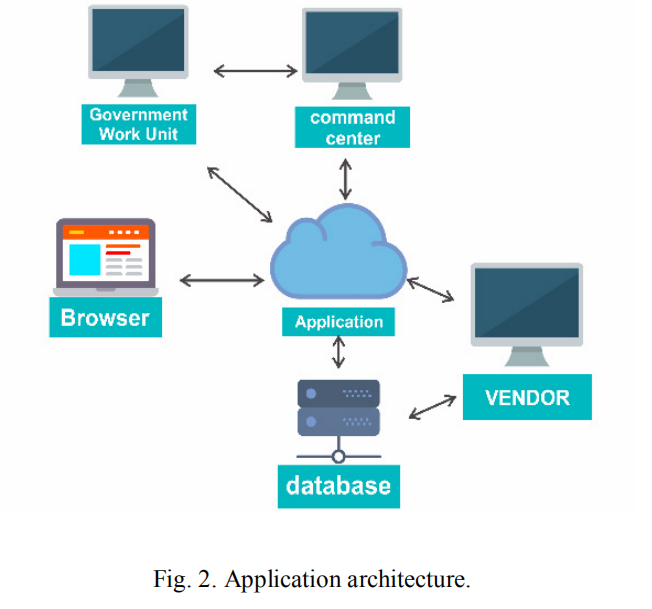 Government
Work Unit
command
center
Browser
Application
VENDOR
database
Fig. 2. Application architecture.